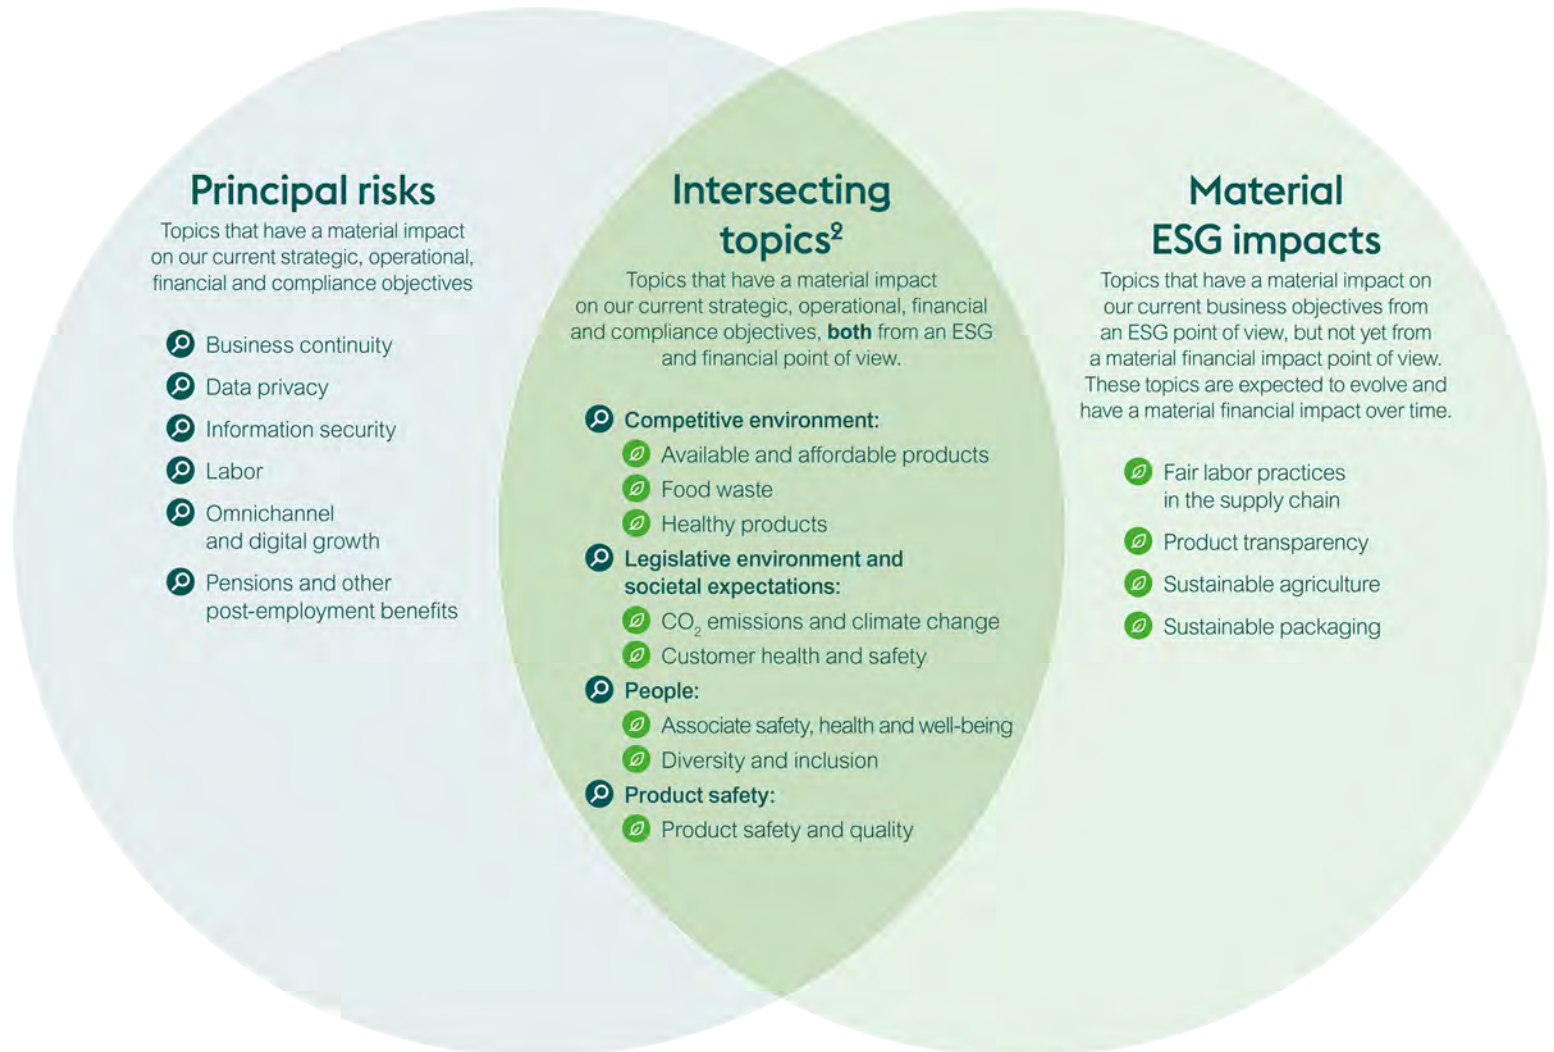 Principal risks
Topics that have a material impact
on our current strategic, operational,
financial and compliance objectives
Business continuity
Data privacy
Information security
Labor
Omnichannel
and digital growth
Pensions and other
post-employment benefits
Intersecting
topics²
Topics that have a material impact
on our current strategic, operational, financial
and compliance objectives, both from an ESG
and financial point of view.
Competitive environment:
Available and affordable products
Food waste
Healthy products
Legislative environment and
societal expectations:
CO₂ emissions and climate change
Customer health and safety
People:
Associate safety, health and well-being
Diversity and inclusion
Product safety:
Product safety and quality
Material
ESG impacts
Topics that have a material impact on
our current business objectives from
an ESG point of view, but not yet from
a material financial impact point of view.
These topics are expected to evolve and
have a material financial impact over time.
Fair labor practices
in the supply chain
Product transparency
Sustainable agriculture
Sustainable packaging